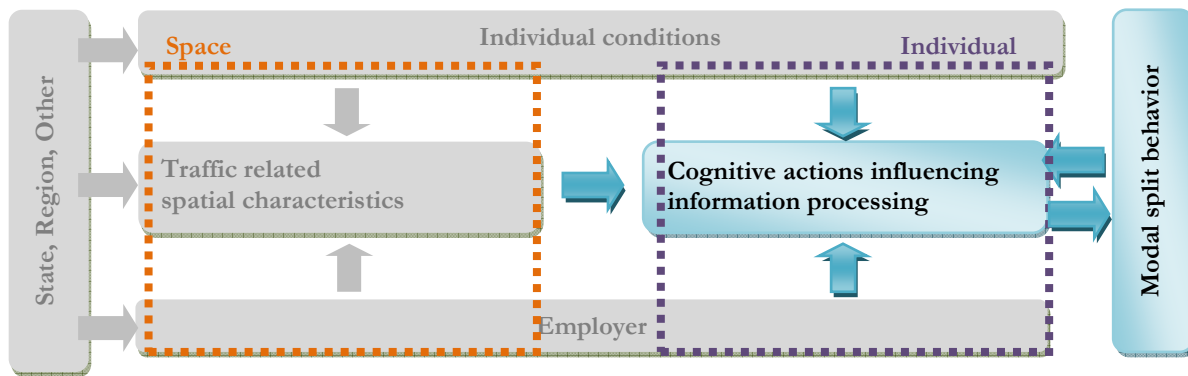 State, Region, Other
Individual conditions
Space
Individual
Traffic related
spatial characteristics
Cognitive actions influencing
information processing
Employer
Modal split behavior